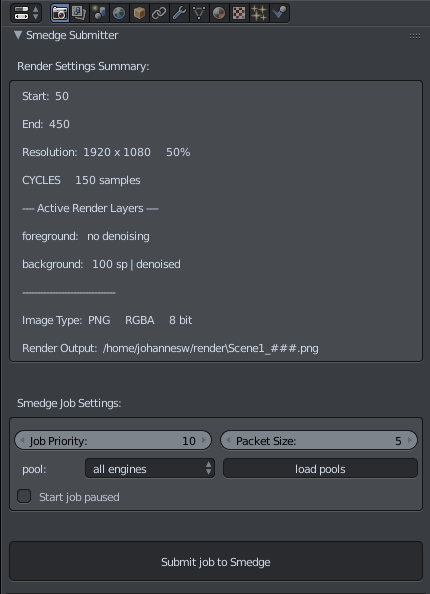 Smedge Submitter
Render Settings Summary:
Start: 50
End: 450
Resolution: 1920 x 1080 50%
CYCLES 150 samples
--- Active Render Layers ---
foreground: no denoising
background: 100 sp | denoised
------------------------------
Image Type: PNG RGBA 8 bit
Render Output: /home/johannesw/render\Scene1_###.png
Smedge Job Settings:
Job Priority: 10 Packet Size: 5
pool: all engines load pools
Start job paused
Submit job to Smedge